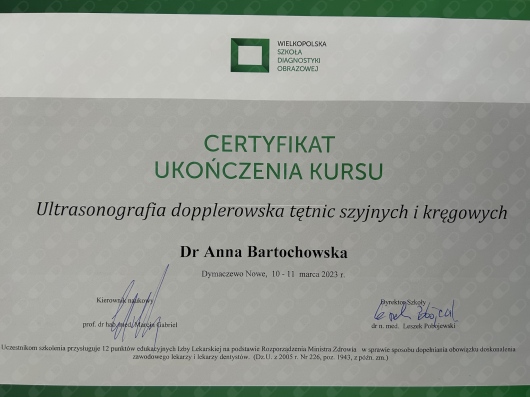 WIELKOPOLSKA
SZKOŁA
DIAGNOSTYKI
OBRAZOWEJ
CERTYFIKAT
UKOŃCZENIA KURSU
Ultrasonografia dopplerowska tętnic szyjnych i kręgowych
Dr Anna Bartochowska
Dymaczewo Nowe, 10 - 11 marca 2023 r.
Kierownik naukowy
prof. dr hab. med. Marcin Gabriel
Dyrektor Szkoły
dr n. med. Leszek
Uczestnikom szkolenia przysługuje 12 punktów edukacyjnych Izby Lekarskiej na podstawie Rozporządzenia Ministra Zdrowia w sprawie sposobu dopełniania obowiązku doskonalenia
zawodowego lekarzy i lekarzy dentystów. (Dz.U. z 2005 r. Nr 226, poz. 1943, z późn. zm.)